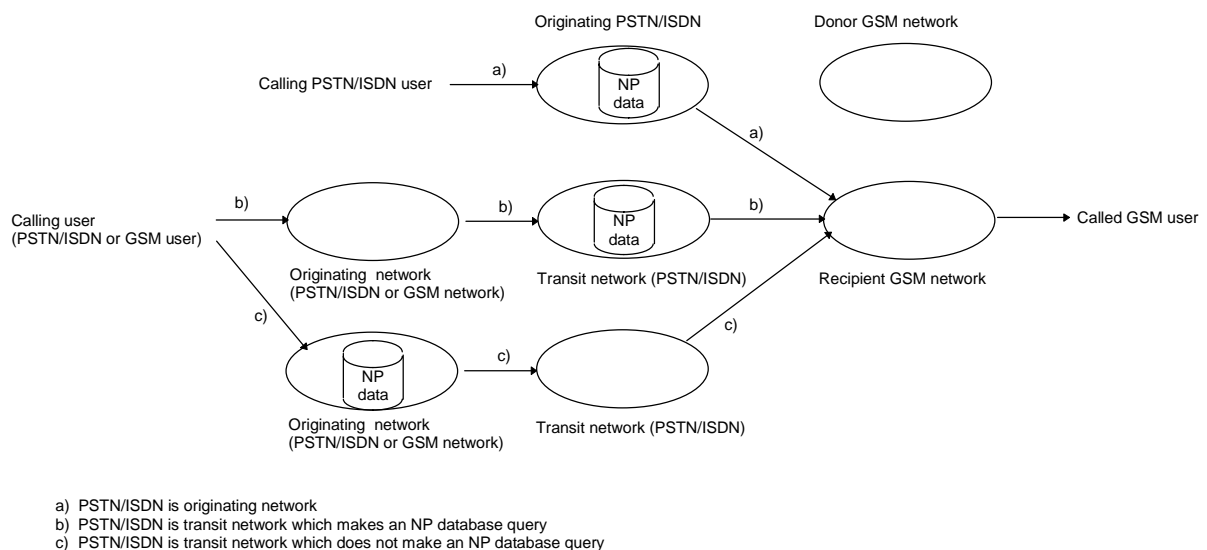 Originating PSTN/ISDN
Donor GSM network
a)
Calling PSTN/ISDN user
NP
data
a)
b)
b)
NP
data
b)
Calling user
(PSTN/ISDN or GSM user)
Called GSM user
Originating network
(PSTN/ISDN or GSM network)
Transit network (PSTN/ISDN)
Recipient GSM network
c)
c)
c)
NP
data
Originating network
(PSTN/ISDN or GSM network)
Transit network (PSTN/ISDN)
a) PSTN/ISDN is originating network
b) PSTN/ISDN is transit network which makes an NP database query
c) PSTN/ISDN is transit network which does not make an NP database query